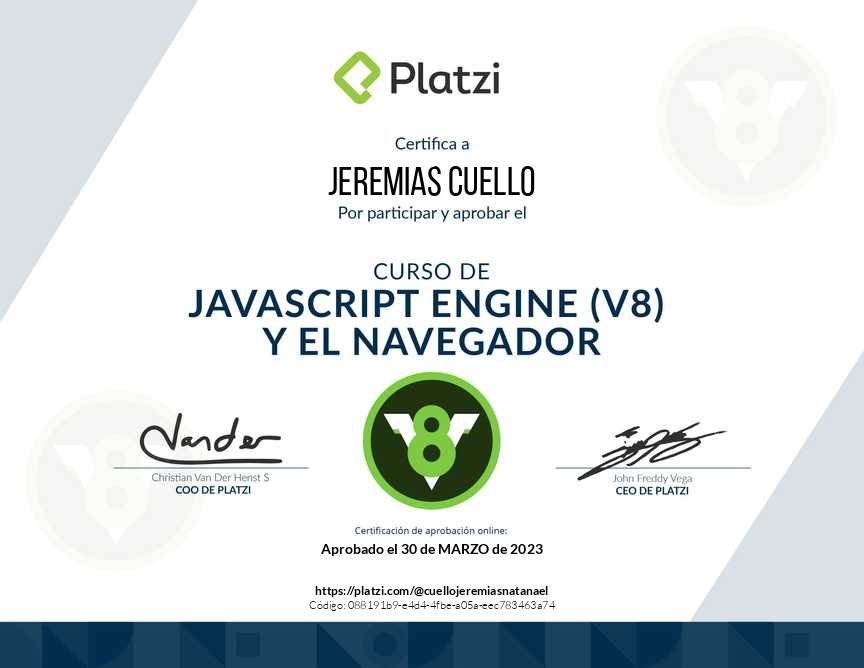 Platzi
Certifica a
JEREMIAS CUELLO
Por participar y aprobar el
CURSO DE
JAVASCRIPT ENGINE (V8)
Y EL NAVEGADOR
Christian Van Der Henst S
COO DE PLATZI
John Freddy Vega
CEO DE PLATZI
Certificación de aprobación online:
Aprobado el 30 de MARZO de 2023
https://platzi.com/@cuellojeremiasnatanael
Código: 088191b9-e4d4-4fbe-a05a-eec783463a74